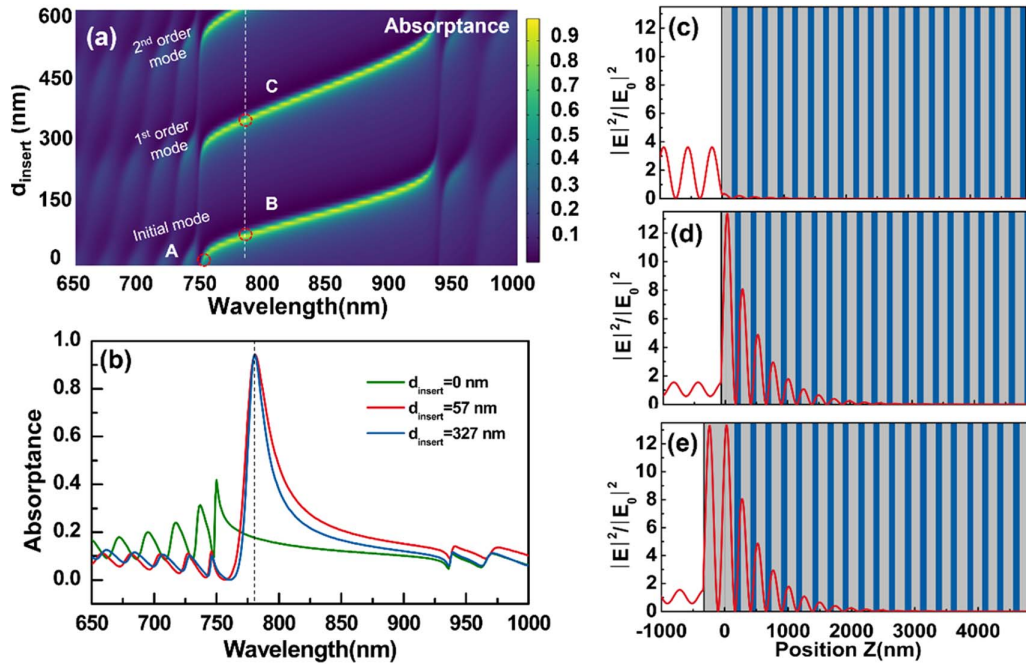 (a)
Absorptance
2nd order
mode
1st order
mode
Initial mode
A
B
C
600
450
300
150
0
d_insert (nm)
650 700 750 800 850 900 950 1000
Wavelength(nm)
0.9
0.8
0.7
0.6
0.5
0.4
0.3
0.2
0.1
(b)
d_insert=0 nm
d_insert=57 nm
d_insert=327 nm
1.0
0.8
0.6
0.4
0.2
0.0
Absorptance
650 700 750 800 850 900 950 1000
Wavelength(nm)
(c)
12
10
8
6
4
2
0
|E|²/|E₀|²
(d)
12
10
8
6
4
2
0
|E|²/|E₀|²
(e)
12
10
8
6
4
2
0
|E|²/|E₀|²
-1000 0 1000 2000 3000 4000
Position Z(nm)